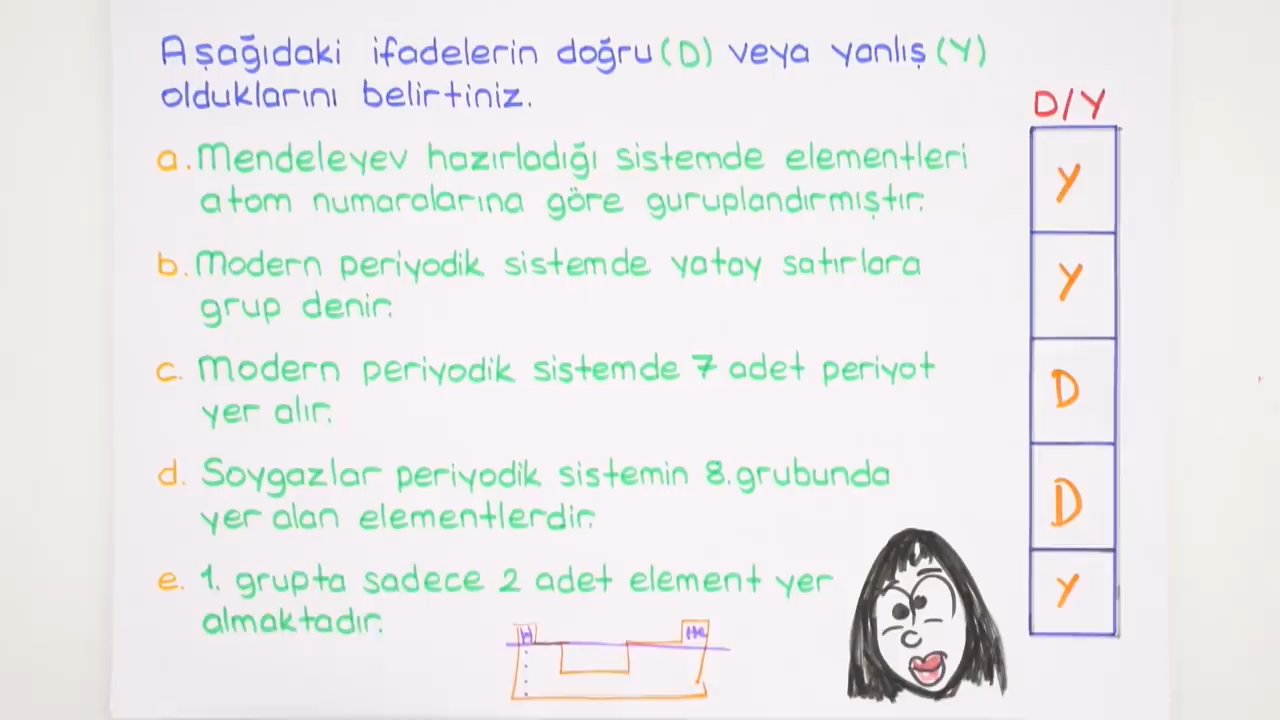 Aşağıdaki ifadelerin doğru (D) veya yanlış (Y)
olduklarını belirtiniz.
D/Y
a. Mendeleyev hazırladığı sistemde elementleri
atom numaralarına göre guruplandırmıştır.
Y
b. Modern periyodik sistemde yatay satırlara
grup denir.
Y
c. Modern periyodik sistemde 7 adet periyot
yer alır.
D
d. Soygazlar periyodik sistemin 8. grubunda
yer alan elementlerdir.
D
e. 1. grupta sadece 2 adet element yer
almaktadır.
Y
H
He